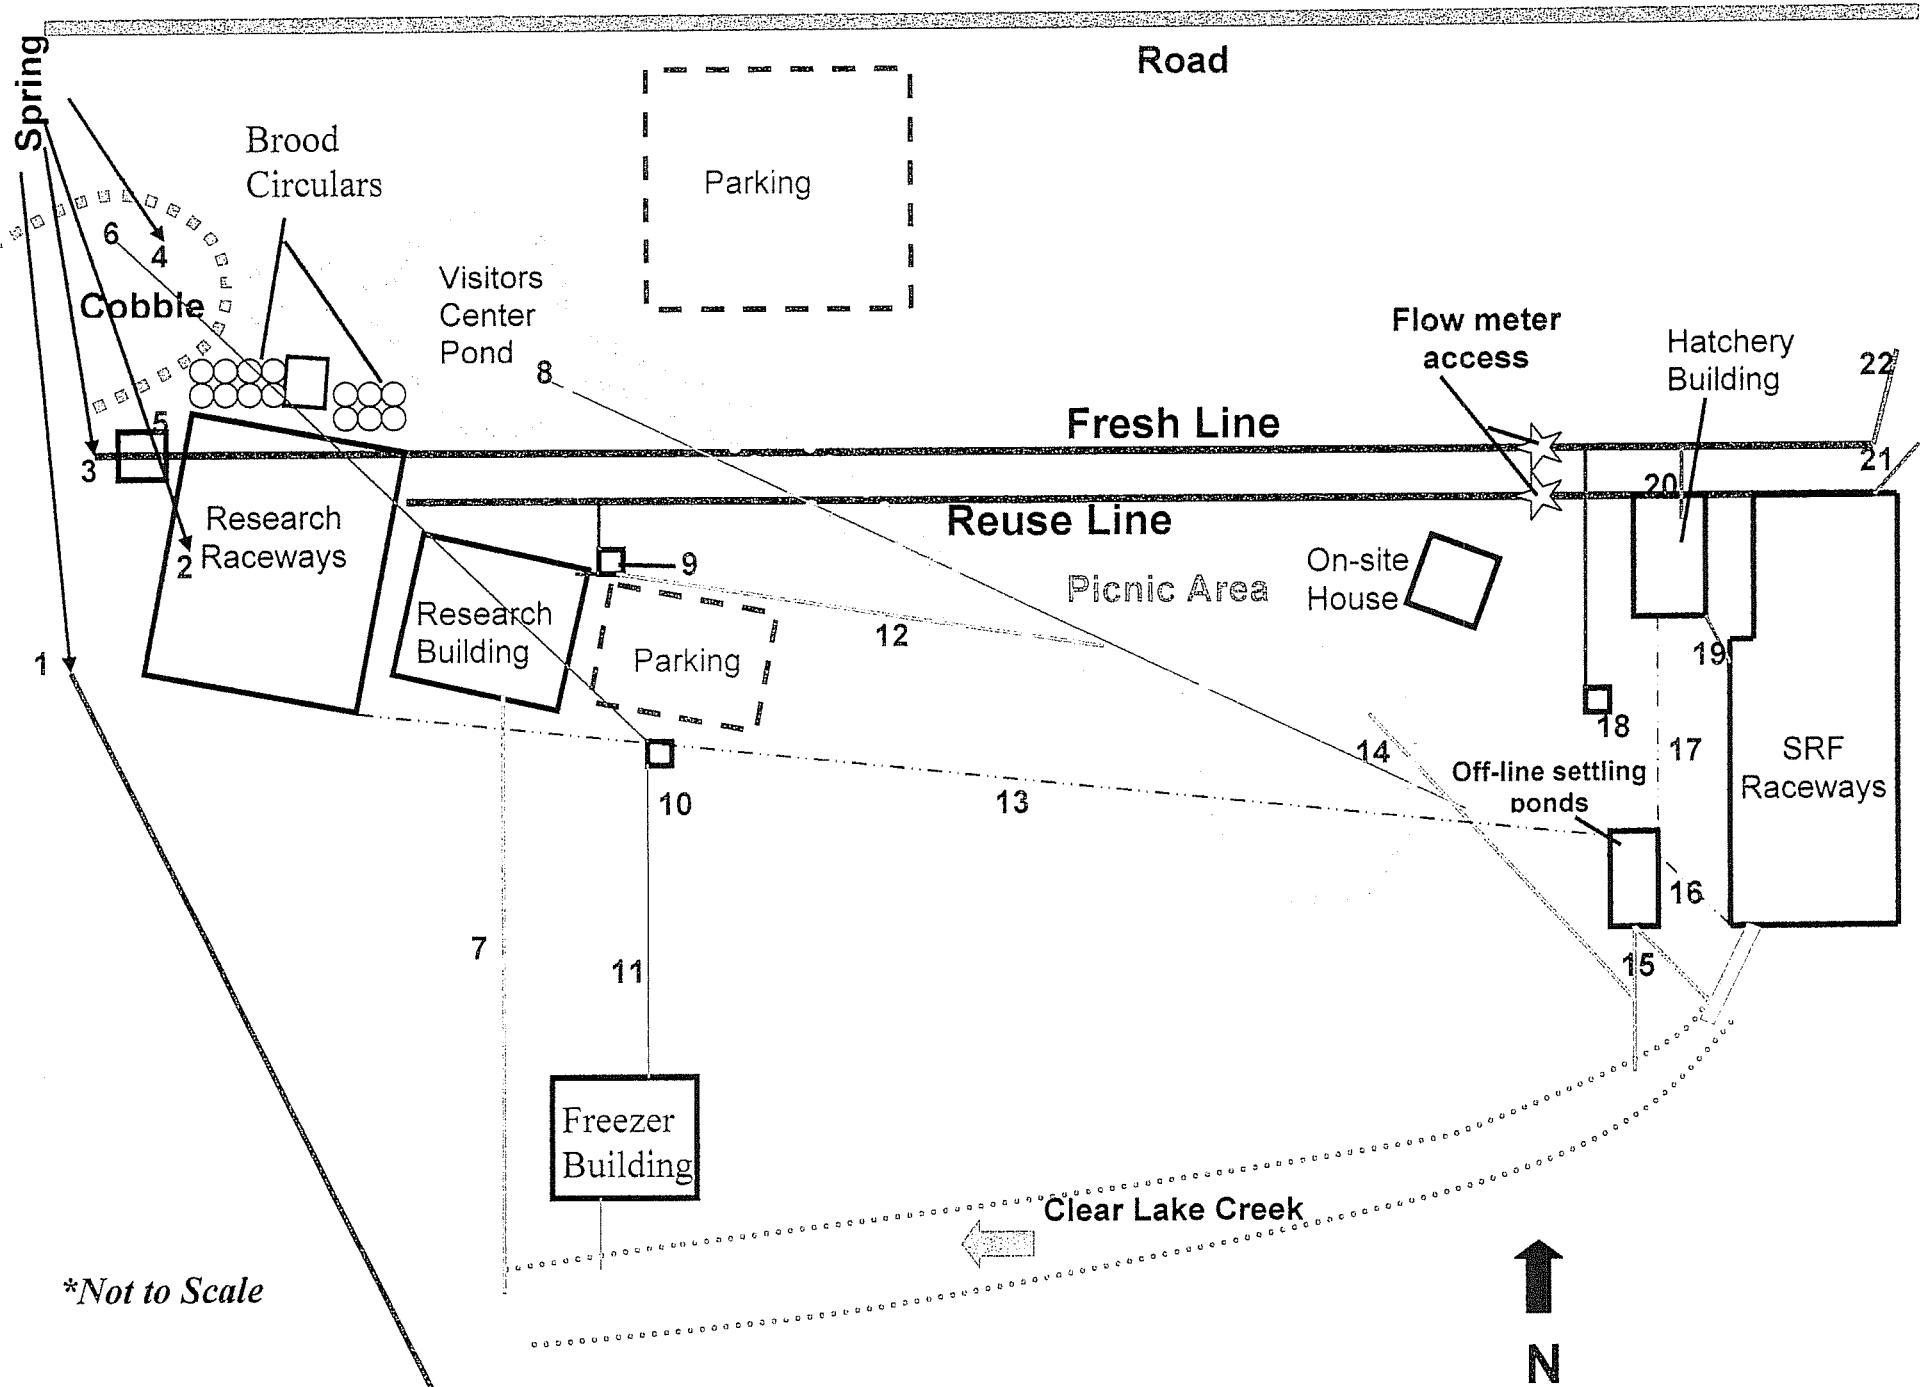 Road
Spring
Brood
Circulars
Parking
6
4
Cobble
Visitors
Center
Pond
8
Flow meter
access
Hatchery
Building
22
Fresh Line
5
3
21
20
Reuse Line
Research
Raceways
2
9
On-site
House
Picnic Area
Research
Building
12
Parking
1
19
18
14
17
SRF
Raceways
Off-line settling
ponds
10
13
16
7
11
15
Freezer
Building
Clear Lake Creek
*Not to Scale
N